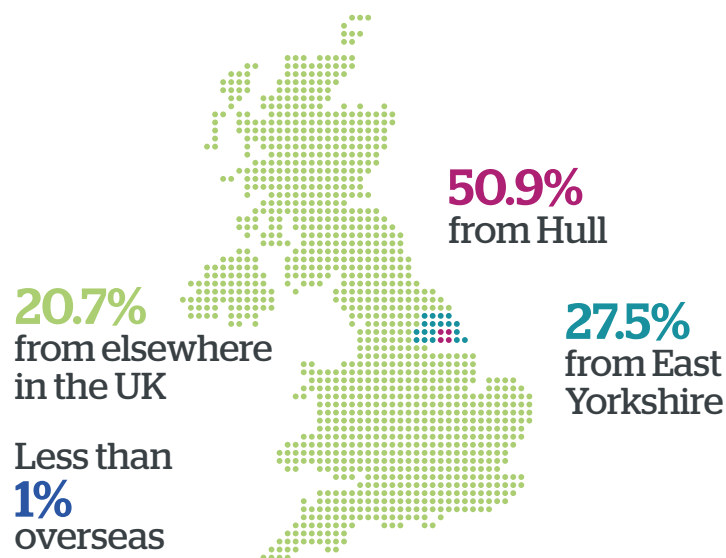 50.9%
from Hull
20.7%
from elsewhere
in the UK
27.5%
from East
Yorkshire
Less than
1%
overseas